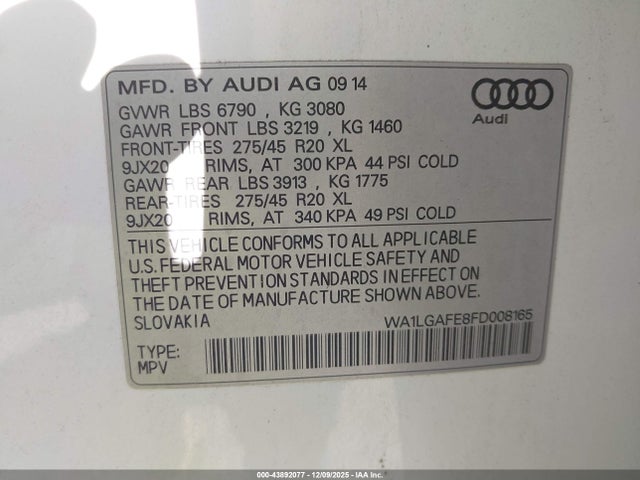 MFD. BY AUDI AG 09 14
GVWR LBS 6790 , KG 3080
GAWR FRONT LBS 3219 , KG 1460
FRONT-TIRES 275/45 R20 XL
9JX20 RIMS, AT 300 KPA 44 PSI COLD
GAWR REAR LBS 3913 , KG 1775
REAR-TIRES 275/45 R20 XL
9JX20 RIMS, AT 340 KPA 49 PSI COLD
Audi
THIS VEHICLE CONFORMS TO ALL APPLICABLE
U.S. FEDERAL MOTOR VEHICLE SAFETY AND
THEFT PREVENTION STANDARDS IN EFFECT ON
THE DATE OF MANUFACTURE SHOWN ABOVE.
SLOVAKIA WA1LGAFE8FD008165
TYPE:
MPV
000-43892077 - 12/09/2025 - IAA Inc.